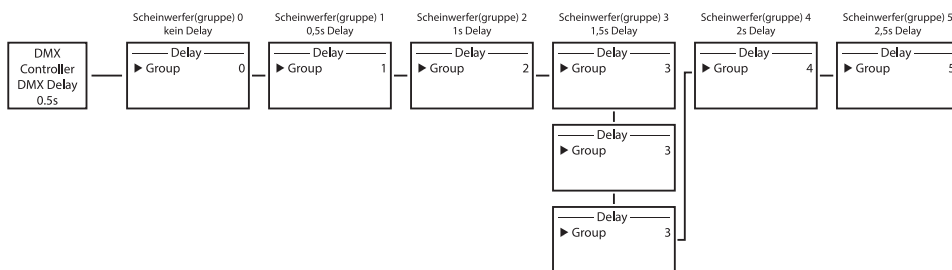 Scheinwerfer(gruppe) 0
kein Delay
Scheinwerfer(gruppe) 1
0,5s Delay
Scheinwerfer(gruppe) 2
1s Delay
Scheinwerfer(gruppe) 3
1,5s Delay
Scheinwerfer(gruppe) 4
2s Delay
Scheinwerfer(gruppe) 5
2,5s Delay
DMX
Controller
DMX Delay
0.5s
Delay
▶ Group 0
Delay
▶ Group 1
Delay
▶ Group 2
Delay
▶ Group 3
Delay
▶ Group 4
Delay
▶ Group 5
Delay
▶ Group 3
Delay
▶ Group 3